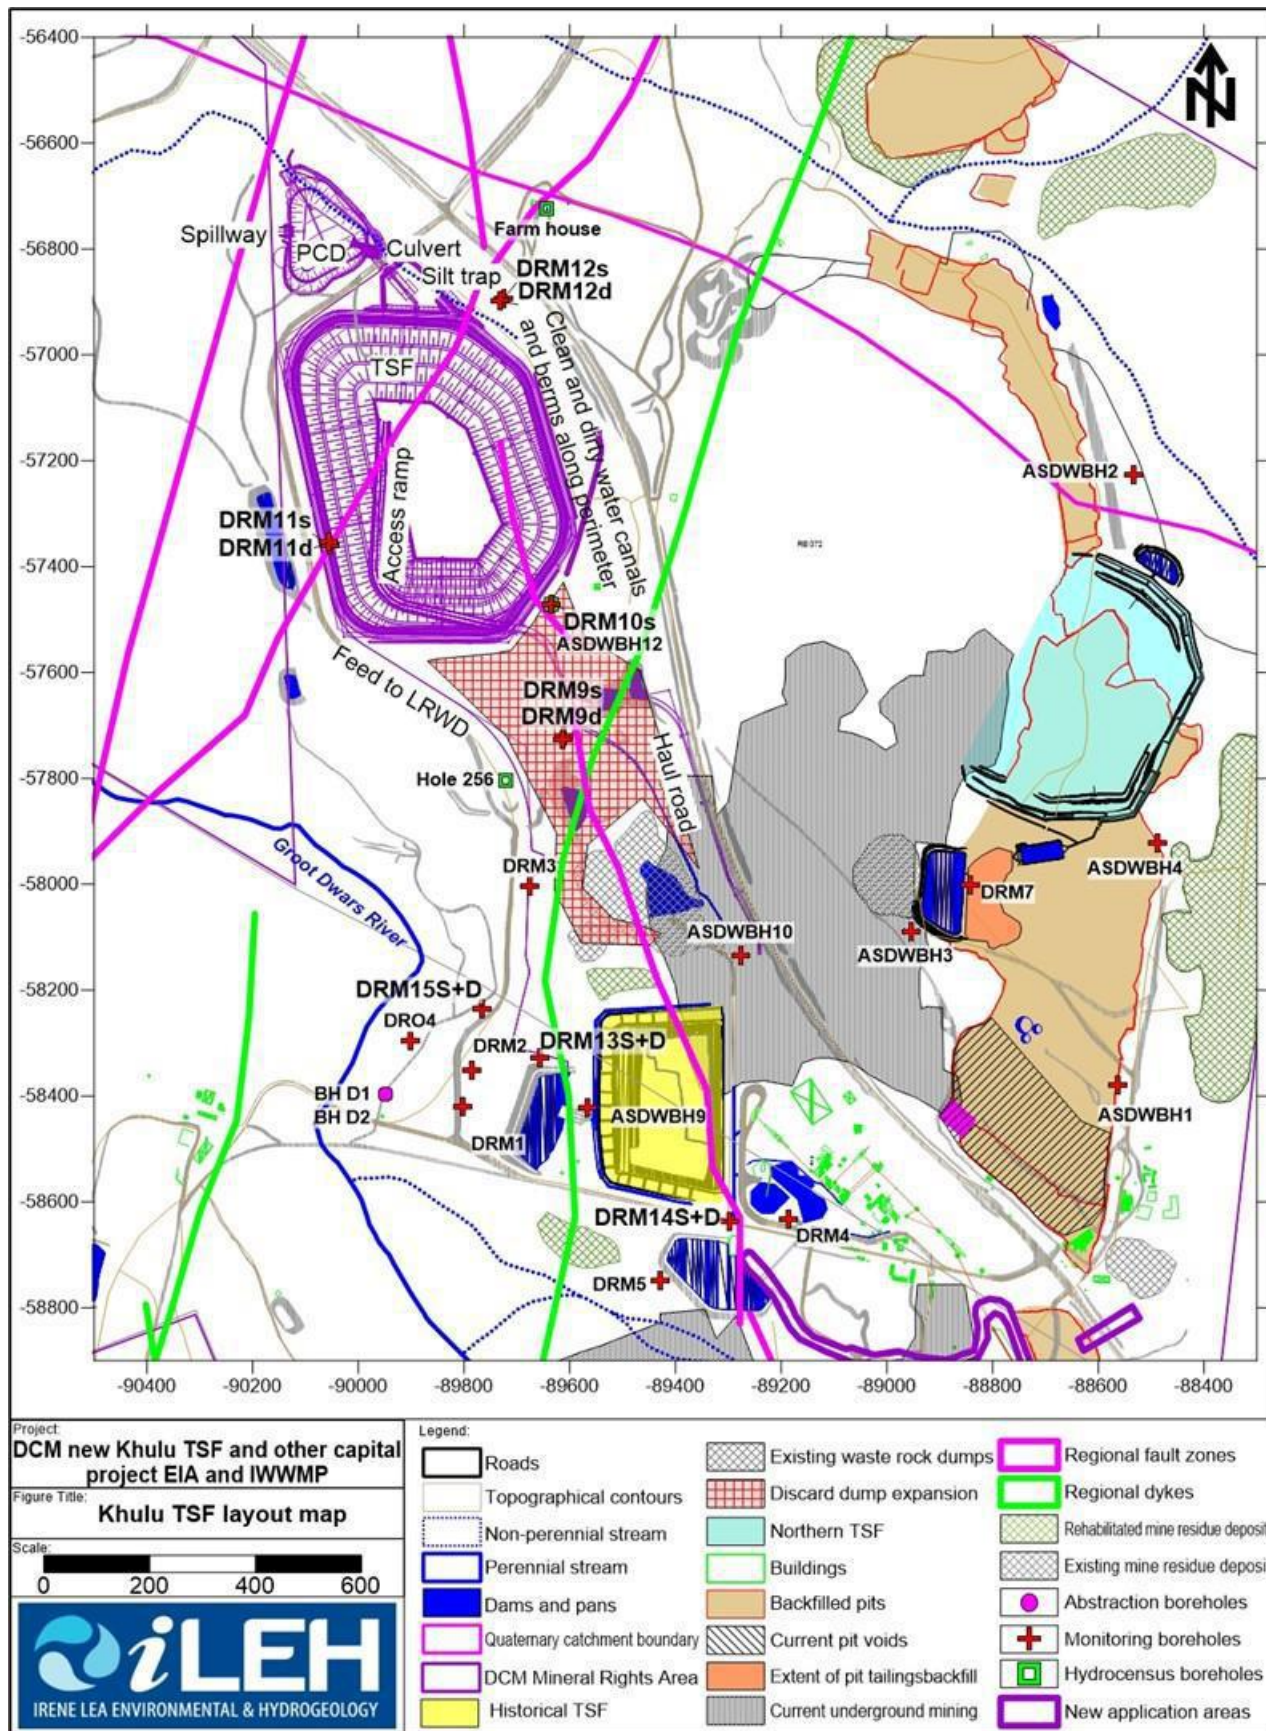 -56400
-56600
-56800
-57000
-57200
-57400
-57600
-57800
-58000
-58200
-58400
-58600
-58800
-90400
-90200
-90000
-89800
-89600
-89400
-89200
-89000
-88800
-88600
-88400
N
Spillway
PCD
Culvert
Silt trap
Farm house
DRM12s
DRM12d
Clean and dirty water canals
and berms along perimeter
TSF
Access ramp
DRM11s
DRM11d
ASDWBH2
DRM10s
ASDWBH12
Feed to LRWD
DRM9s
DRM9d
Haul road
Hole 256
Groot Dwars River
DRM3
ASDWBH10
ASDWBH3
DRM7
ASDWBH4
DRM15S+D
DRO4
DRM2
DRM13S+D
BH D1
BH D2
DRM1
ASDWBH9
ASDWBH1
DRM14S+D
DRM4
DRM5
Project:
DCM new Khulu TSF and other capital
project EIA and IWWMP
Figure Title:
Khulu TSF layout map
Scale:
0 200 400 600
iLEH
IRENE LEA ENVIRONMENTAL & HYDROGEOLOGY
Legend:
Roads
Topographical contours
Non-perennial stream
Perennial stream
Dams and pans
Quaternary catchment boundary
DCM Mineral Rights Area
Historical TSF
Existing waste rock dumps
Discard dump expansion
Northern TSF
Buildings
Backfilled pits
Current pit voids
Extent of pit tailingsbackfill
Current underground mining
Regional fault zones
Regional dykes
Rehabilitated mine residue deposit
Existing mine residue deposit
Abstraction boreholes
Monitoring boreholes
Hydrocensus boreholes
New application areas